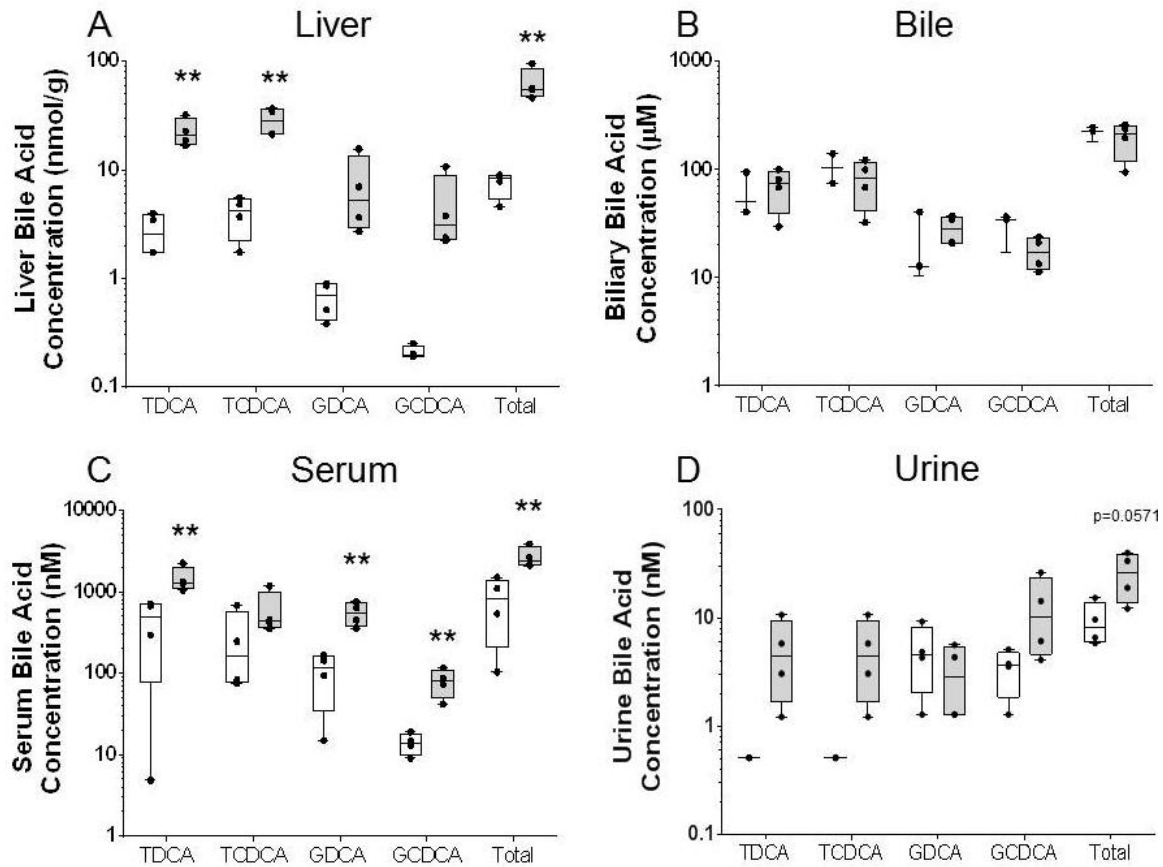 A Liver
Liver Bile Acid
Concentration (nmol/g)
100
10
1
0.1
** ** **
TDCA TCDCA GDCA GCDCA Total
B Bile
Biliary Bile Acid
Concentration (µM)
1000
100
10
1
TDCA TCDCA GDCA GCDCA Total
C Serum
Serum Bile Acid
Concentration (nM)
10000
1000
100
10
1
** ** ** **
TDCA TCDCA GDCA GCDCA Total
D Urine
Urine Bile Acid
Concentration (nM)
100
10
1
0.1
p=0.0571
TDCA TCDCA GDCA GCDCA Total